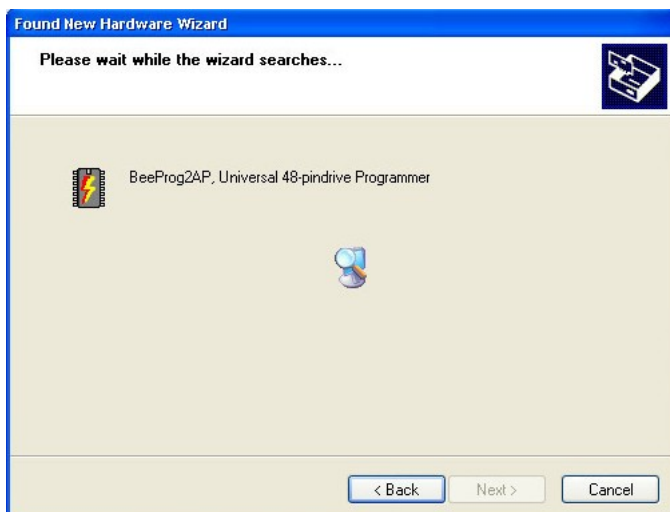 Found New Hardware Wizard
Please wait while the wizard searches...
BeeProg2AP, Universal 48-pindrive Programmer
< Back
Next >
Cancel